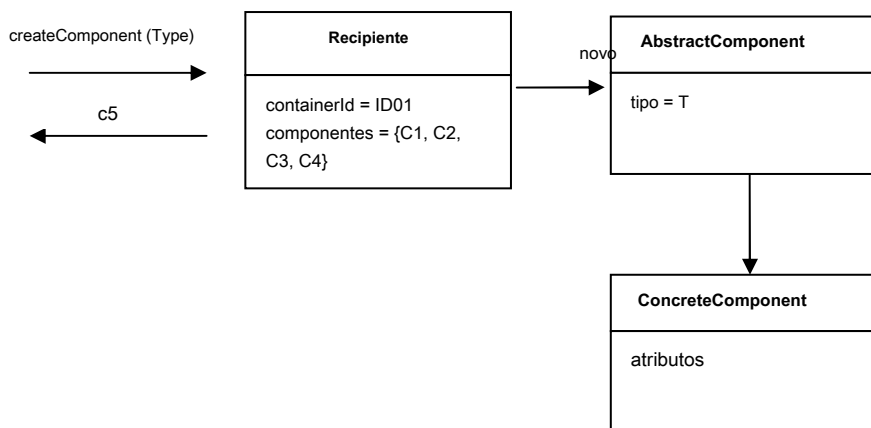 createComponent (Type)
c5
Recipiente
containerId = ID01
componentes = {C1, C2,
C3, C4}
novo
AbstractComponent
tipo = T
ConcreteComponent
atributos